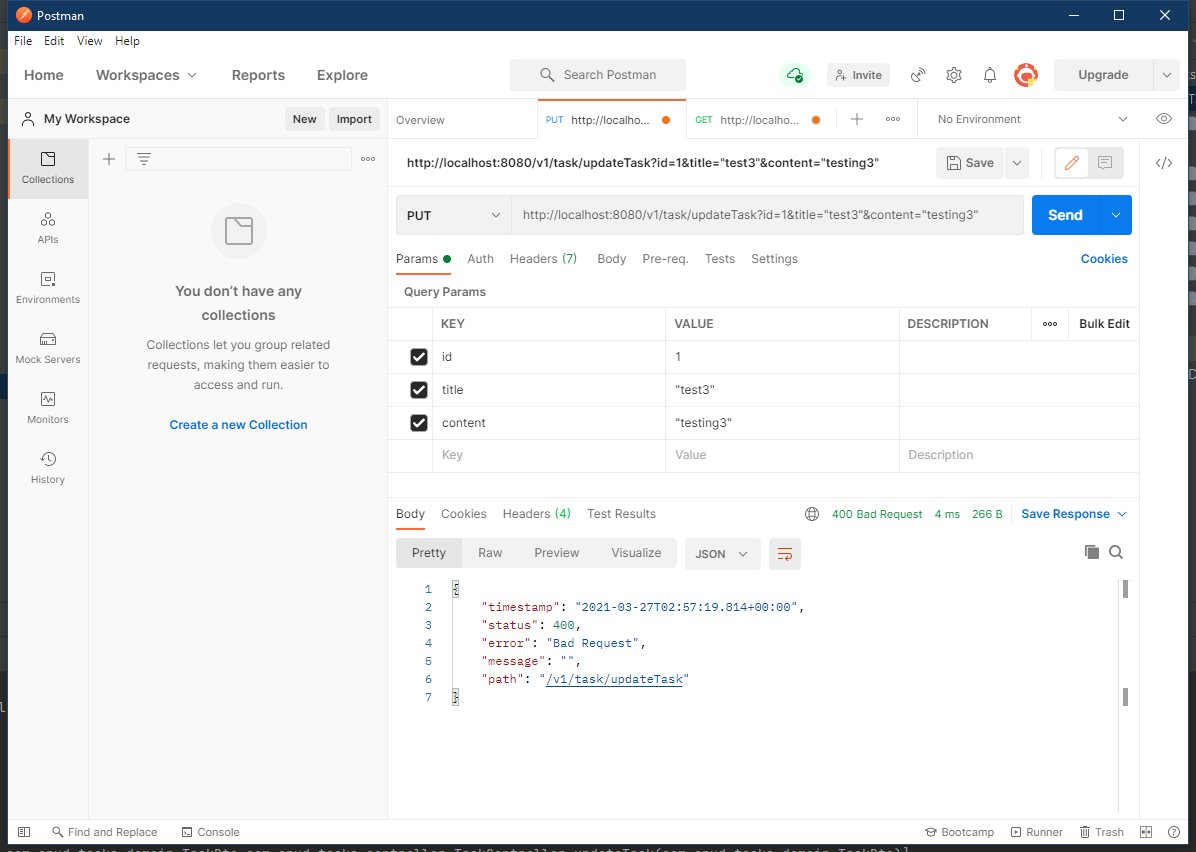 Postman
File Edit View Help
Home Workspaces Reports Explore Search Postman Invite Upgrade
My Workspace New Import Overview PUT http://localho... GET http://localho... No Environment
http://localhost:8080/v1/task/updateTask?id=1&title="test3"&content="testing3" Save
Collections
APIs
Environments
Mock Servers
Monitors
History
You don't have any
collections
Collections let you group related
requests, making them easier to
access and run.
Create a new Collection
PUT http://localhost:8080/v1/task/updateTask?id=1&title="test3"&content="testing3" Send
Params Auth Headers (7) Body Pre-req. Tests Settings Cookies
Query Params
KEY VALUE DESCRIPTION Bulk Edit
id 1
title "test3"
content "testing3"
Key Value Description
Body Cookies Headers (4) Test Results 400 Bad Request 4 ms 266 B Save Response
Pretty Raw Preview Visualize JSON
1 {
2 "timestamp": "2021-03-27T02:57:19.814+00:00",
3 "status": 400,
4 "error": "Bad Request",
5 "message": "",
6 "path": "/v1/task/updateTask"
7 }
Find and Replace Console Bootcamp Runner Trash